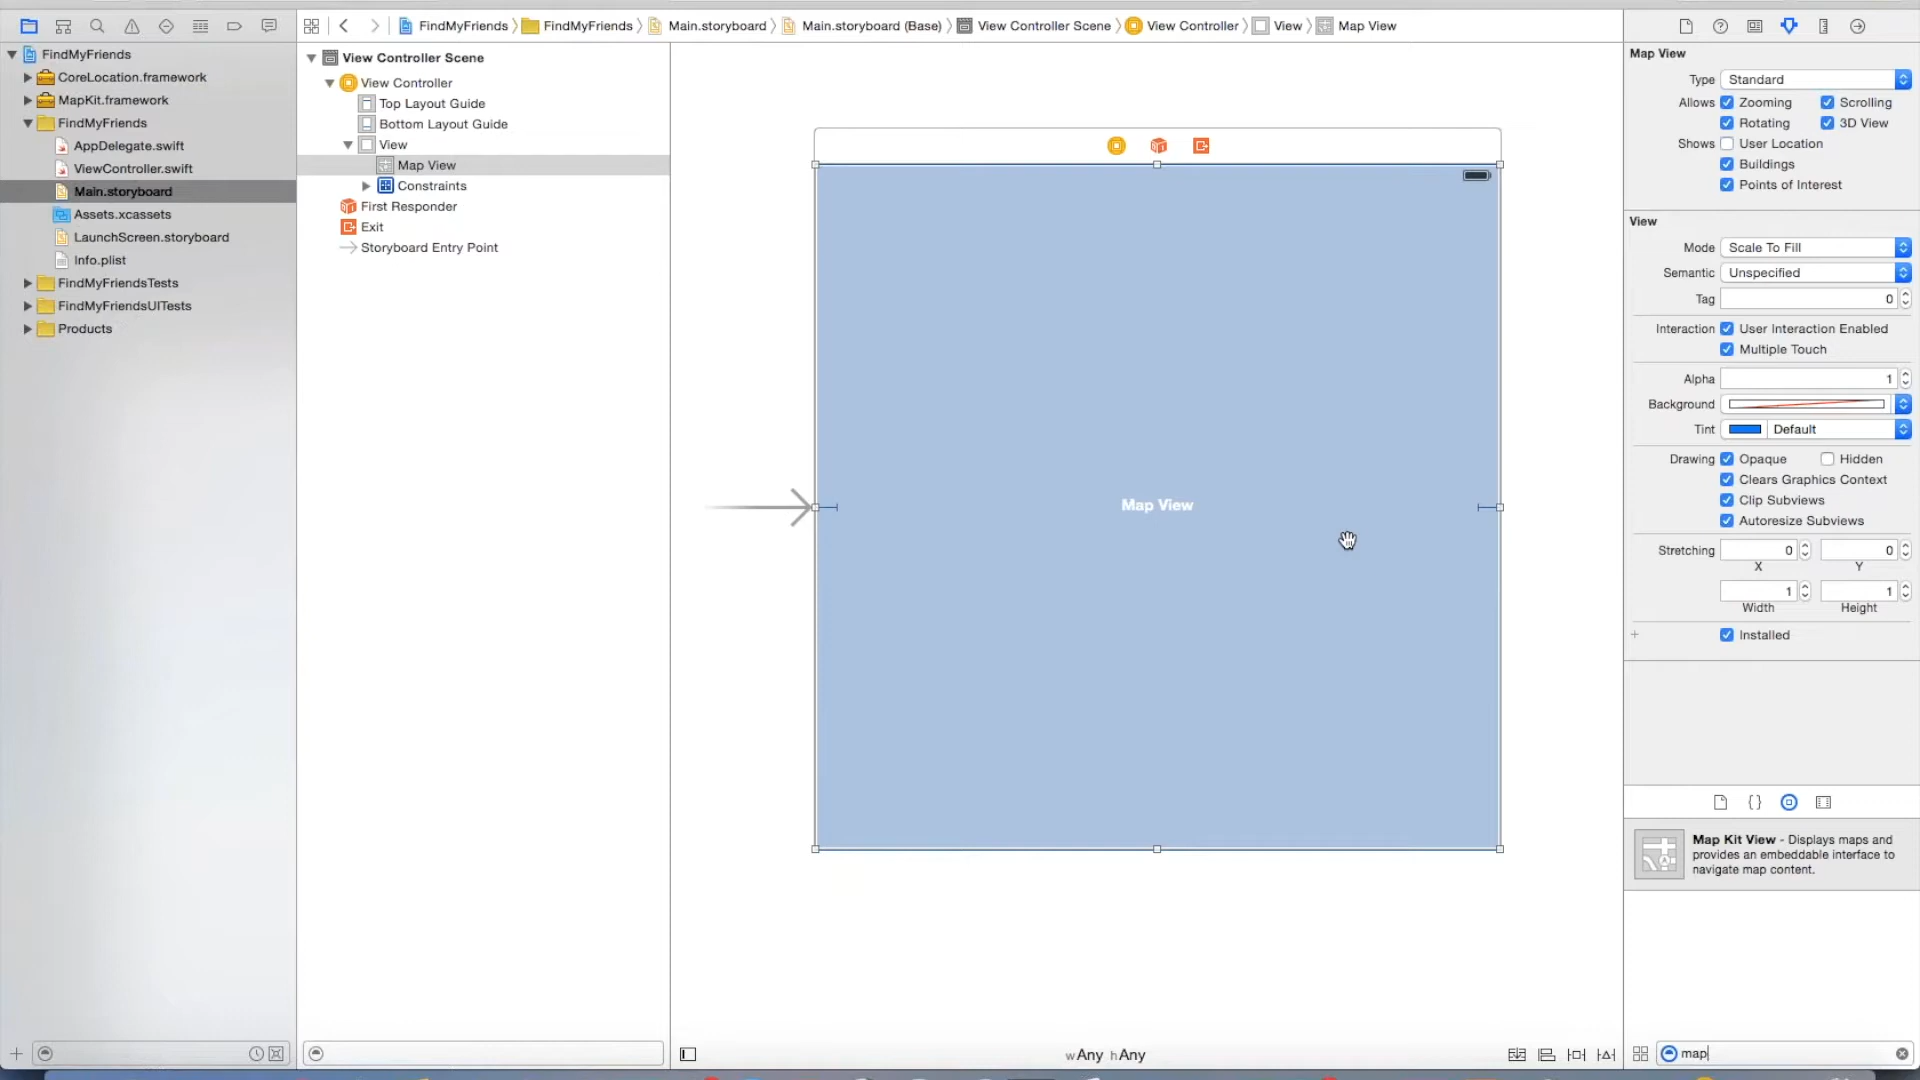 FindMyFriends
FindMyFriends
Main.storyboard
Main.storyboard (Base)
View Controller Scene
View Controller
View
Map View
FindMyFriends
CoreLocation.framework
MapKit.framework
FindMyFriends
AppDelegate.swift
ViewController.swift
Main.storyboard
Assets.xcassets
LaunchScreen.storyboard
Info.plist
FindMyFriendsTests
FindMyFriendsUITests
Products
View Controller Scene
View Controller
Top Layout Guide
Bottom Layout Guide
View
Map View
Constraints
First Responder
Exit
Storyboard Entry Point
Map View
wAny hAny
Map View
Type Standard
Allows Zooming Scrolling
Rotating 3D View
Shows User Location
Buildings
Points of Interest
View
Mode Scale To Fill
Semantic Unspecified
Tag 0
Interaction User Interaction Enabled
Multiple Touch
Alpha 1
Background
Tint Default
Drawing Opaque Hidden
Clears Graphics Context
Clip Subviews
Autoresize Subviews
Stretching 0 0
X Y
1 1
Width Height
+ Installed
{}
Map Kit View - Displays maps and
provides an embeddable interface to
navigate map content.
map